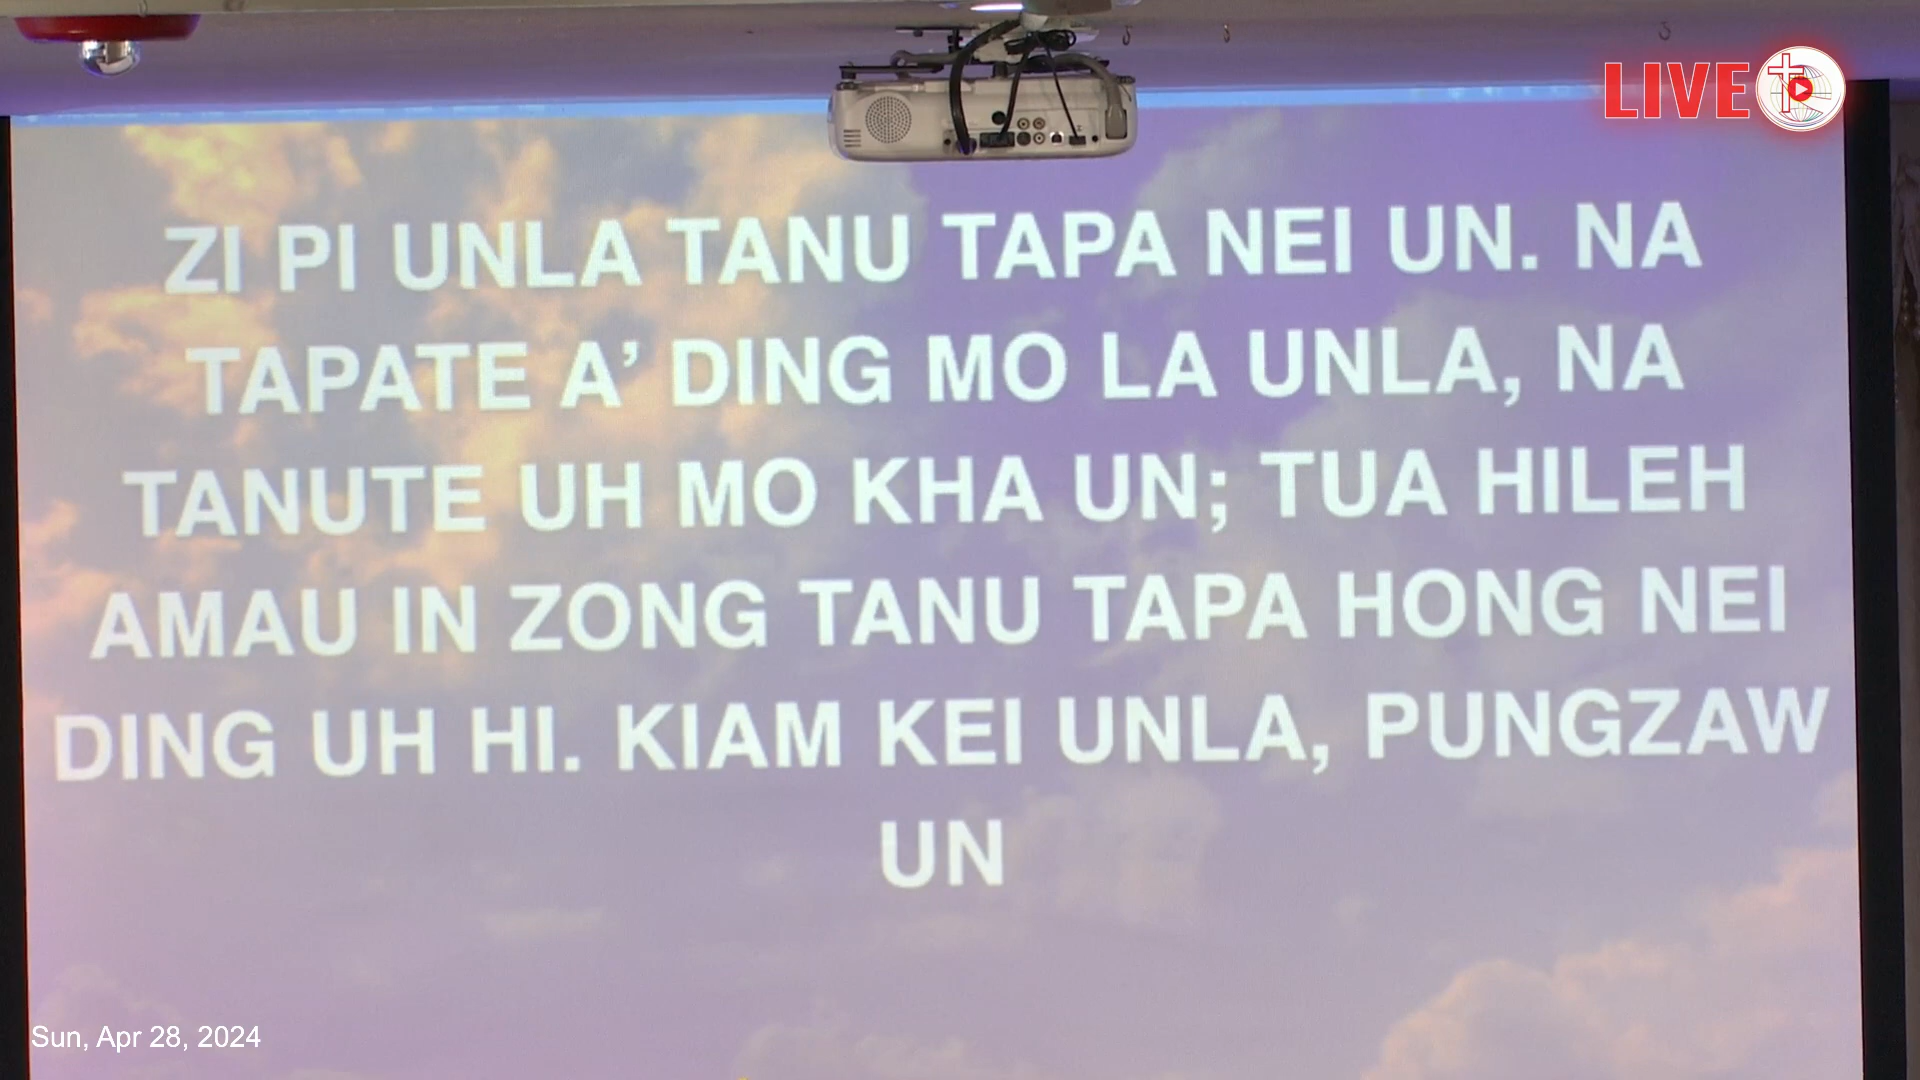 LIVE
ZI PI UNLA TANU TAPA NEI UN. NA
TAPATE A’ DING MO LA UNLA, NA
TANUTE UH MO KHA UN; TUA HILEH
AMAU IN ZONG TANU TAPA HONG NEI
DING UH HI. KIAM KEI UNLA, PUNGZAW
UN
Sun, Apr 28, 2024